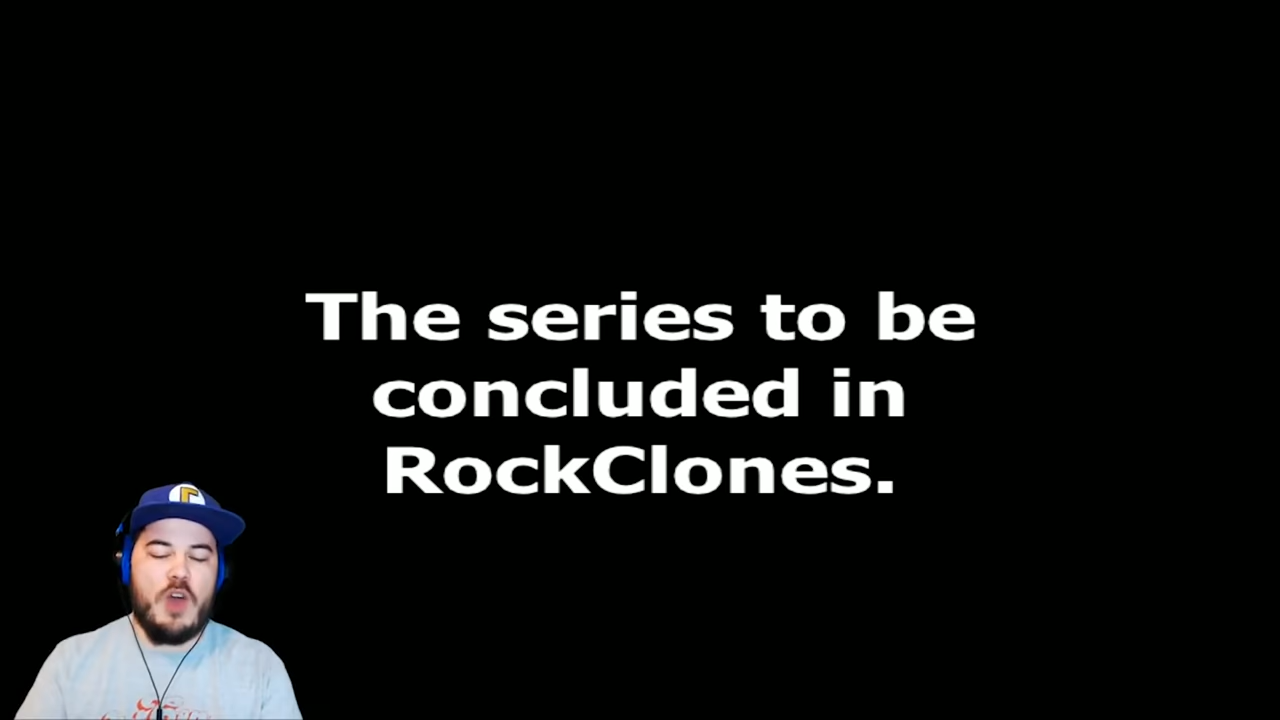 The series to be
concluded in
RockClones.